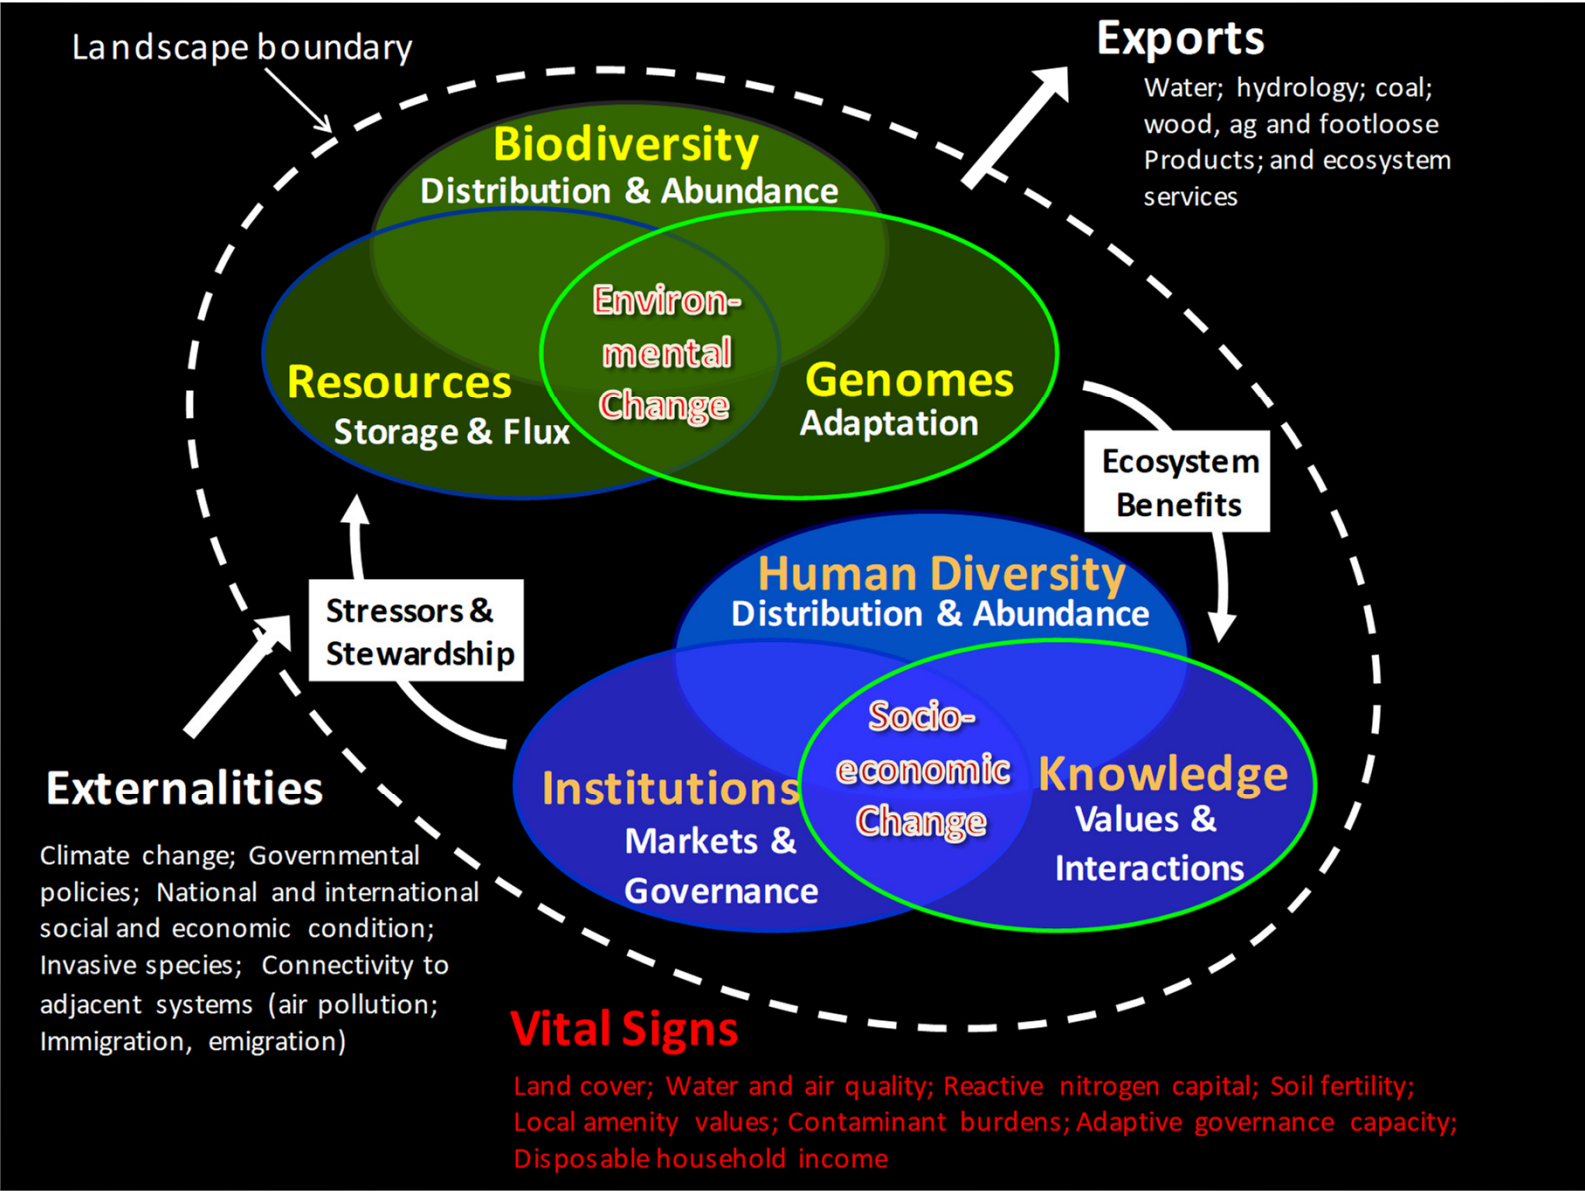 Landscape boundary
Exports
Water; hydrology; coal;
wood, ag and footloose
Products; and ecosystem
services
Biodiversity
Distribution & Abundance
Environ-
mental
Change
Resources
Storage & Flux
Genomes
Adaptation
Ecosystem
Benefits
Stressors &
Stewardship
Human Diversity
Distribution & Abundance
Socio-
economic
Change
Institutions
Markets &
Governance
Knowledge
Values &
Interactions
Externalities
Climate change; Governmental
policies; National and international
social and economic condition;
Invasive species; Connectivity to
adjacent systems (air pollution;
Immigration, emigration)
Vital Signs
Land cover; Water and air quality; Reactive nitrogen capital; Soil fertility;
Local amenity values; Contaminant burdens; Adaptive governance capacity;
Disposable household income